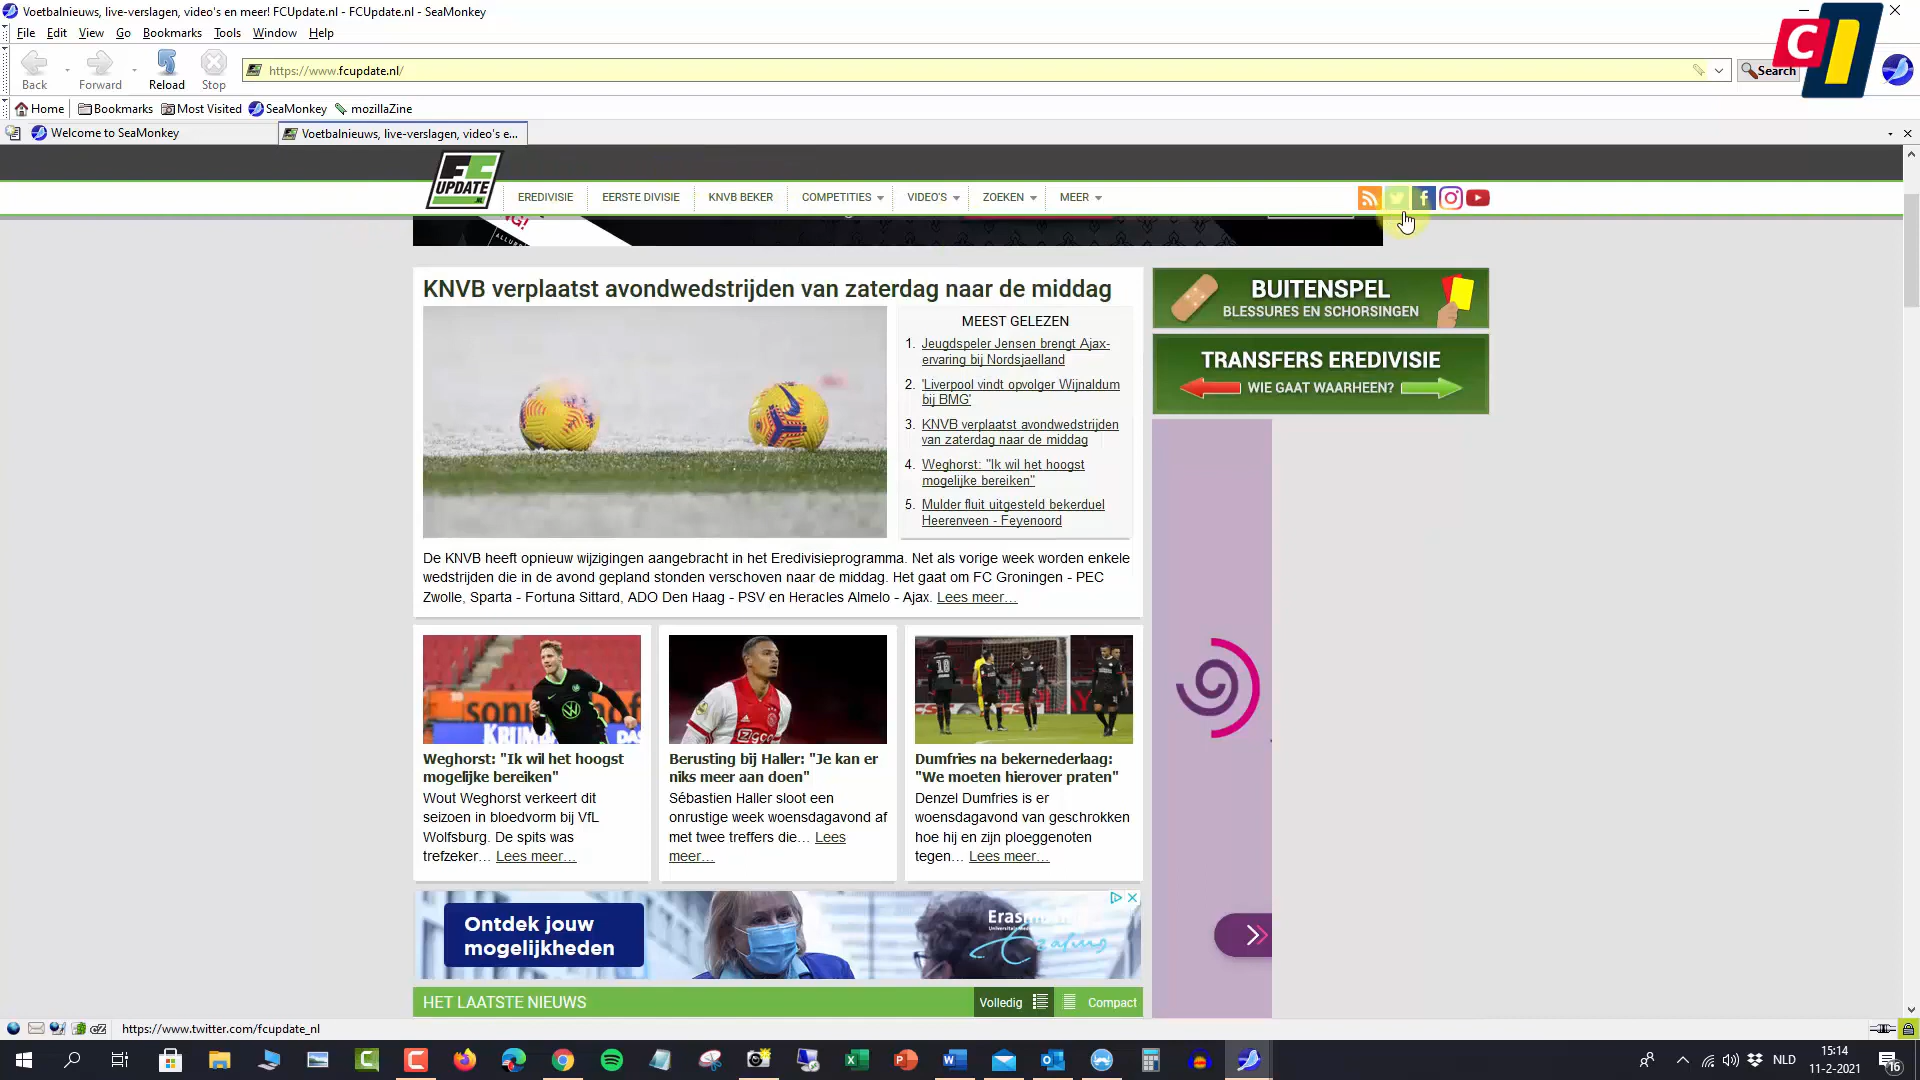 Voetbalnieuws, live-verslagen, video's en meer! FCUpdate.nl - FCUpdate.nl - SeaMonkey
File Edit View Go Bookmarks Tools Window Help
C I
Back Forward Reload Stop
https://www.fcupdate.nl/
Search
Home Bookmarks Most Visited SeaMonkey mozillaZine
Welcome to SeaMonkey
Voetbalnieuws, live-verslagen, video's e...
FC UPDATE
EREDIVISIE EERSTE DIVISIE KNVB BEKER COMPETITIES VIDEO'S ZOEKEN MEER
KNVB verplaatst avondwedstrijden van zaterdag naar de middag
MEEST GELEZEN
1. Jeugdspeler Jensen brengt Ajax-
ervaring bij Nordsjaelland
2. 'Liverpool vindt opvolger Wijnaldum
bij BMG'
3. KNVB verplaatst avondwedstrijden
van zaterdag naar de middag
4. Weghorst: "Ik wil het hoogst
mogelijke bereiken"
5. Mulder fluit uitgesteld bekerduel
Heerenveen - Feyenoord
De KNVB heeft opnieuw wijzigingen aangebracht in het Eredivisieprogramma. Net als vorige week worden enkele
wedstrijden die in de avond gepland stonden verschoven naar de middag. Het gaat om FC Groningen - PEC
Zwolle, Sparta - Fortuna Sittard, ADO Den Haag - PSV en Heracles Almelo - Ajax. Lees meer…
BUITENSPEL
BLESSURES EN SCHORSINGEN
TRANSFERS EREDIVISIE
WIE GAAT WAARHEEN?
Weghorst: "Ik wil het hoogst
mogelijke bereiken"
Wout Weghorst verkeert dit
seizoen in bloedvorm bij VfL
Wolfsburg. De spits was
trefzeker… Lees meer…
Berusting bij Haller: "Je kan er
niks meer aan doen"
Sébastien Haller sloot een
onrustige week woensdagavond af
met twee treffers die… Lees
meer…
Dumfries na bekernederlaag:
"We moeten hierover praten"
Denzel Dumfries is er
woensdagavond van geschrokken
hoe hij en zijn ploeggenoten
tegen… Lees meer…
Ontdek jouw
mogelijkheden
HET LAATSTE NIEUWS
Volledig Compact
https://www.twitter.com/fcupdate_nl
NLD
15:14
11-2-2021
16